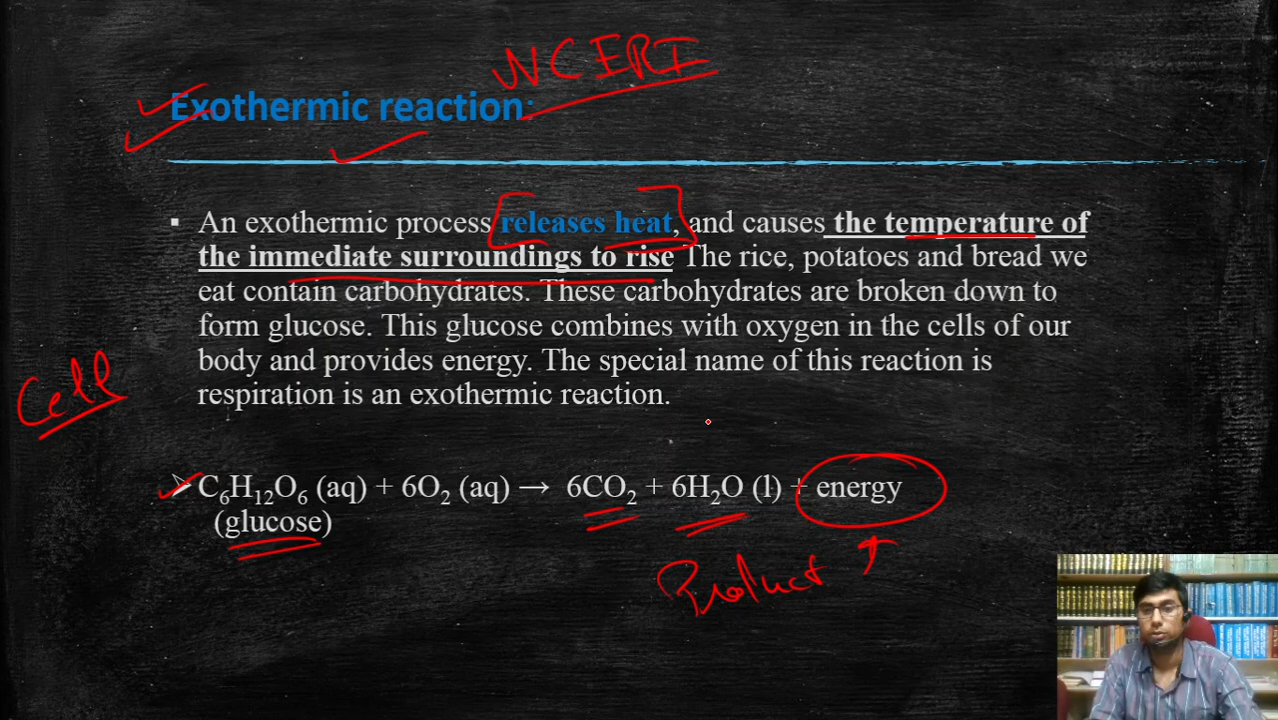 NCERT
Exothermic reaction:
▪ An exothermic process releases heat, and causes the temperature of
the immediate surroundings to rise The rice, potatoes and bread we
eat contain carbohydrates. These carbohydrates are broken down to
form glucose. This glucose combines with oxygen in the cells of our
body and provides energy. The special name of this reaction is
respiration is an exothermic reaction.
Cell
➢ C₆H₁₂O₆ (aq) + 6O₂ (aq) → 6CO₂ + 6H₂O (l) + energy
(glucose)
Product ↑